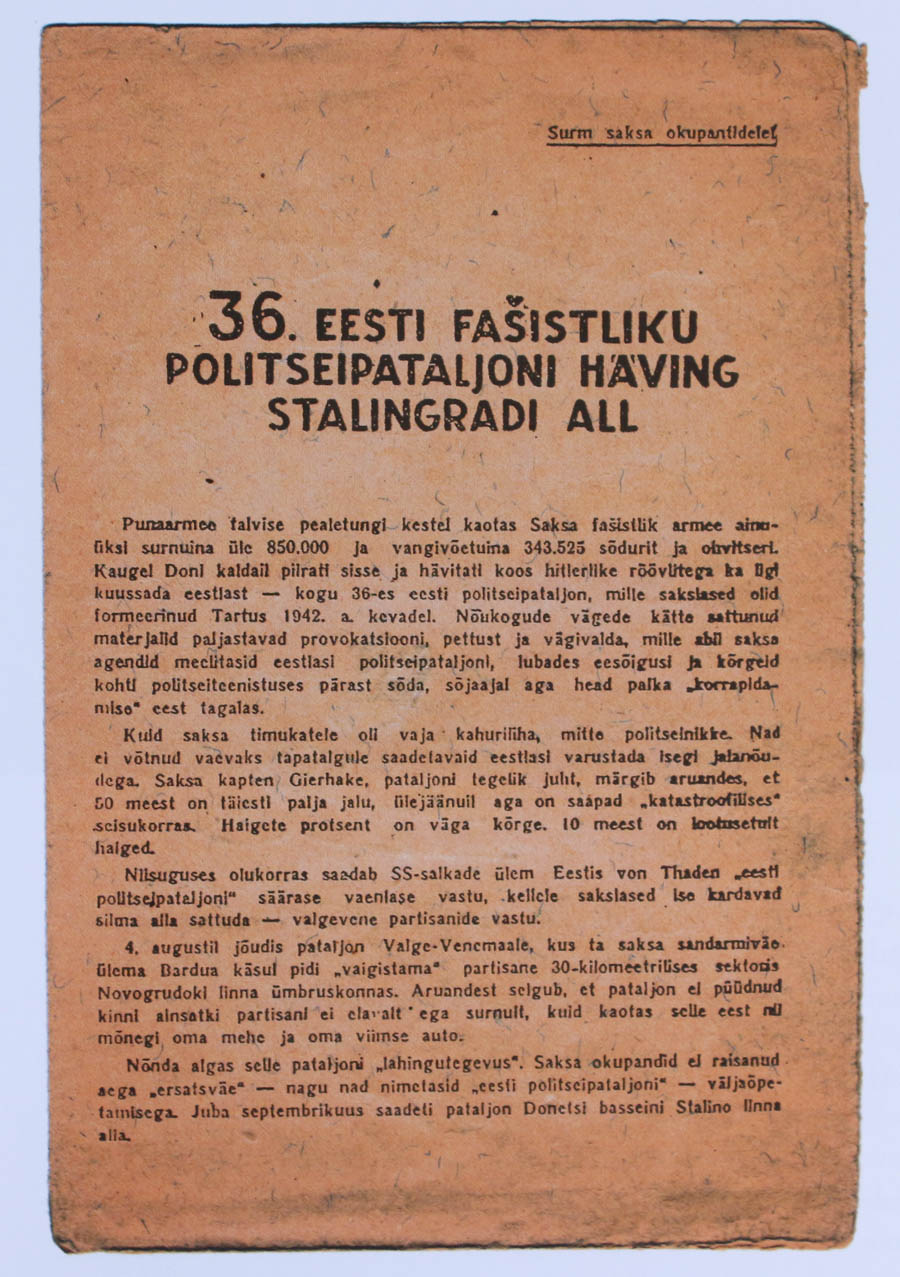 Surm saksa okupantidele!
36. EESTI FAŠISTLIKU
POLITSEIPATALJONI HÄVING
STALINGRADI ALL
Punaarmee talvise pealetungi kestel kaotas Saksa fašistlik armee ainu-
üksi surnuina üle 850.000 ja vangivõetuina 343.525 sõdurit ja ohvitseri.
Kaugel Doni kaldail piirati sisse ja hävitati koos hitlerlike röövlitega ka ligi
kuussada eestlast — kogu 36-es eesti politseipataljon, mille sakslased olid
formeerinud Tartus 1942. a. kevadel. Nõukogude vägede kätte sattunud
materjalid paljastavad provokatsiooni, pettust ja vägivalda, mille abil saksa
agendid meelitasid eestlasi politseipataljoni, lubades eesõigusi ja kõrgeid
kohti politseiteenistuses pärast sõda, sõjaajal aga head palka „korrapida-
mise“ eest tagalas.
Kuid saksa timukatele oli vaja kahuriliha, mitte politseinikke. Nad
ei võtnud vaevaks tapatalgule saadetavaid eestlasi varustada isegi jalanõu-
dega. Saksa kapten Gierhake, pataljoni tegelik juht, märgib aruandes, et
50 meest on täiesti palja jalu, ülejäänuil aga on saapad „katastroofilises“
seisukorras. Haigete protsent on väga kõrge. 10 meest on lootusetult
haiged.
Niisuguses olukorras saadab SS-salkade ülem Eestis von Thaden „eesti
politseipataljoni“ säärase vaenlase vastu, kellele sakslased ise kardavad
silma alla sattuda — valgevene partisanide vastu.
4. augustil jõudis pataljon Valge-Venemaale, kus ta saksa sandarmiväe
ülema Bardua käsul pidi „vaigistama“ partisane 30-kilomeetrilises sektoris
Novogrudoki linna ümbruskonnas. Aruandest selgub, et pataljon ei püüdnud
kinni ainsatki partisani ei elavalt ega surnult, kuid kaotas selle eest nii
mõnegi oma mehe ja oma viimse auto.
Nõnda algas selle pataljoni „lahingutegevus“. Saksa okupandid ei raisanud
aega „ersatsväe“ — nagu nad nimetasid „eesti politseipataljoni“ — väljaõpe-
tamisega. Juba septembrikuus saadeti pataljon Donetsi basseini Stalino linna
alla.